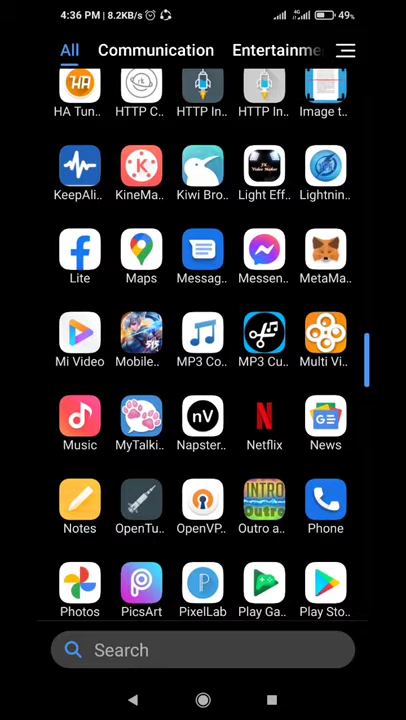 4:36 PM | 8.2KB/s 49%
All Communication Entertainme
HA Tun.. HTTP C.. HTTP In.. HTTP In.. Image t..
KeepAli.. KineMa.. Kiwi Bro.. Light Eff.. Lightnin..
Lite Maps Messag.. Messen.. MetaMa..
Mi Video Mobile.. MP3 Co.. MP3 Cu.. Multi Vi..
Music MyTalki.. Napster.. Netflix News
Notes OpenTu.. OpenVP.. Outro a.. Phone
Photos PicsArt PixelLab Play Ga.. Play Sto..
Search